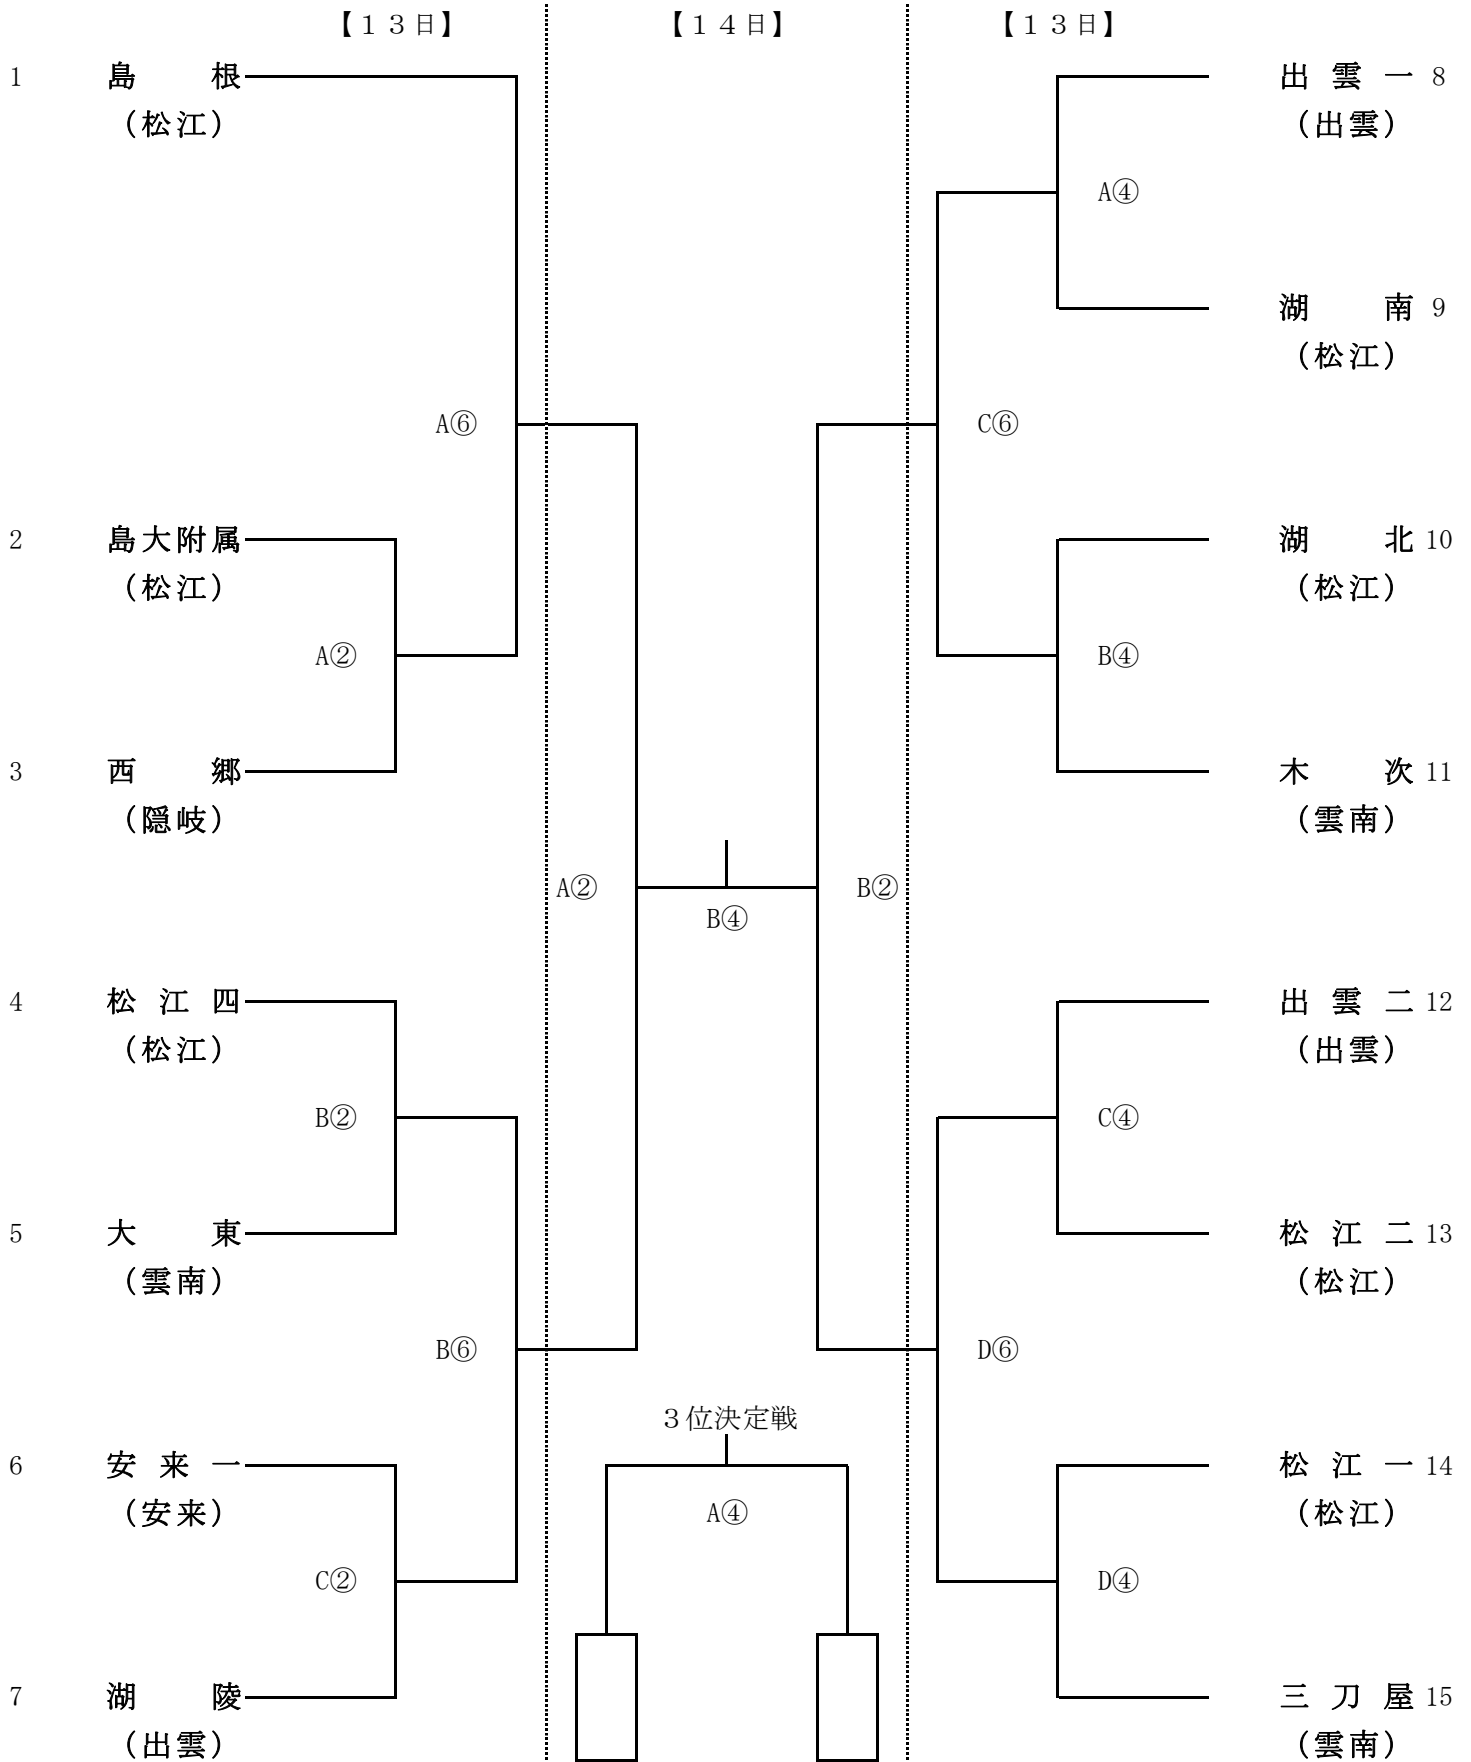 【１３日】 【１４日】 【１３日】
1 島 根 出 雲 一 8
（松江） （出雲）
A④
湖 南 9
（松江）
A⑥ C⑥
2 島大附属 湖 北 10
（松江） （松江）
A② B④
3 西 郷 木 次 11
（隠岐） （雲南）
A② B②
B④
4 松 江 四 出 雲 二 12
（松江） （出雲）
B② C④
5 大 東 松 江 二 13
（雲南） （松江）
B⑥ D⑥
３位決定戦
6 安 来 一 松 江 一 14
（安来） A④ （松江）
C② D④
7 湖 陵 三 刀 屋 15
（出雲） （雲南）